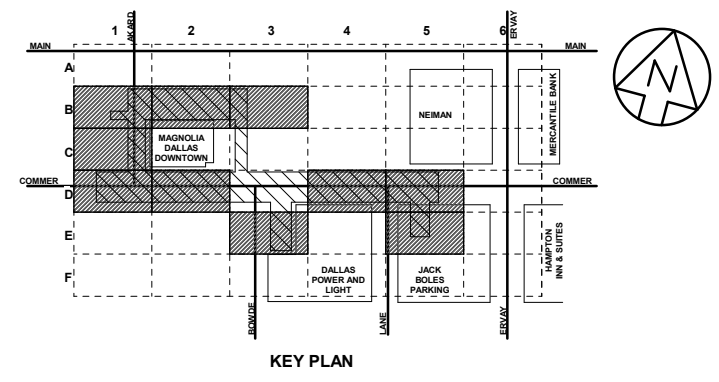 1 2 3 4 5 6
AKARD
ERVAY
MAIN MAIN
A
B
C
D
E
F
MAGNOLIA
DALLAS
DOWNTOWN
NEIMAN
MERCANTILE BANK
N
COMMER COMMER
DALLAS
POWER AND
LIGHT
JACK
BOLES
PARKING
HAMPTON
INN & SUITES
BOWDE
LANE
ERVAY
KEY PLAN